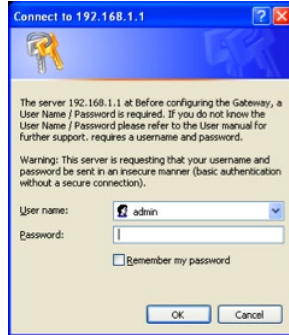 Connect to 192.168.1.1
The server 192.168.1.1 at Before configuring the Gateway, a
User Name / Password is required. If you do not know the
User Name / Password please refer to the User manual for
further support. requires a username and password.
Warning: This server is requesting that your username and
password be sent in an insecure manner (basic authentication
without a secure connection).
User name:
admin
Password:
Remember my password
OK
Cancel